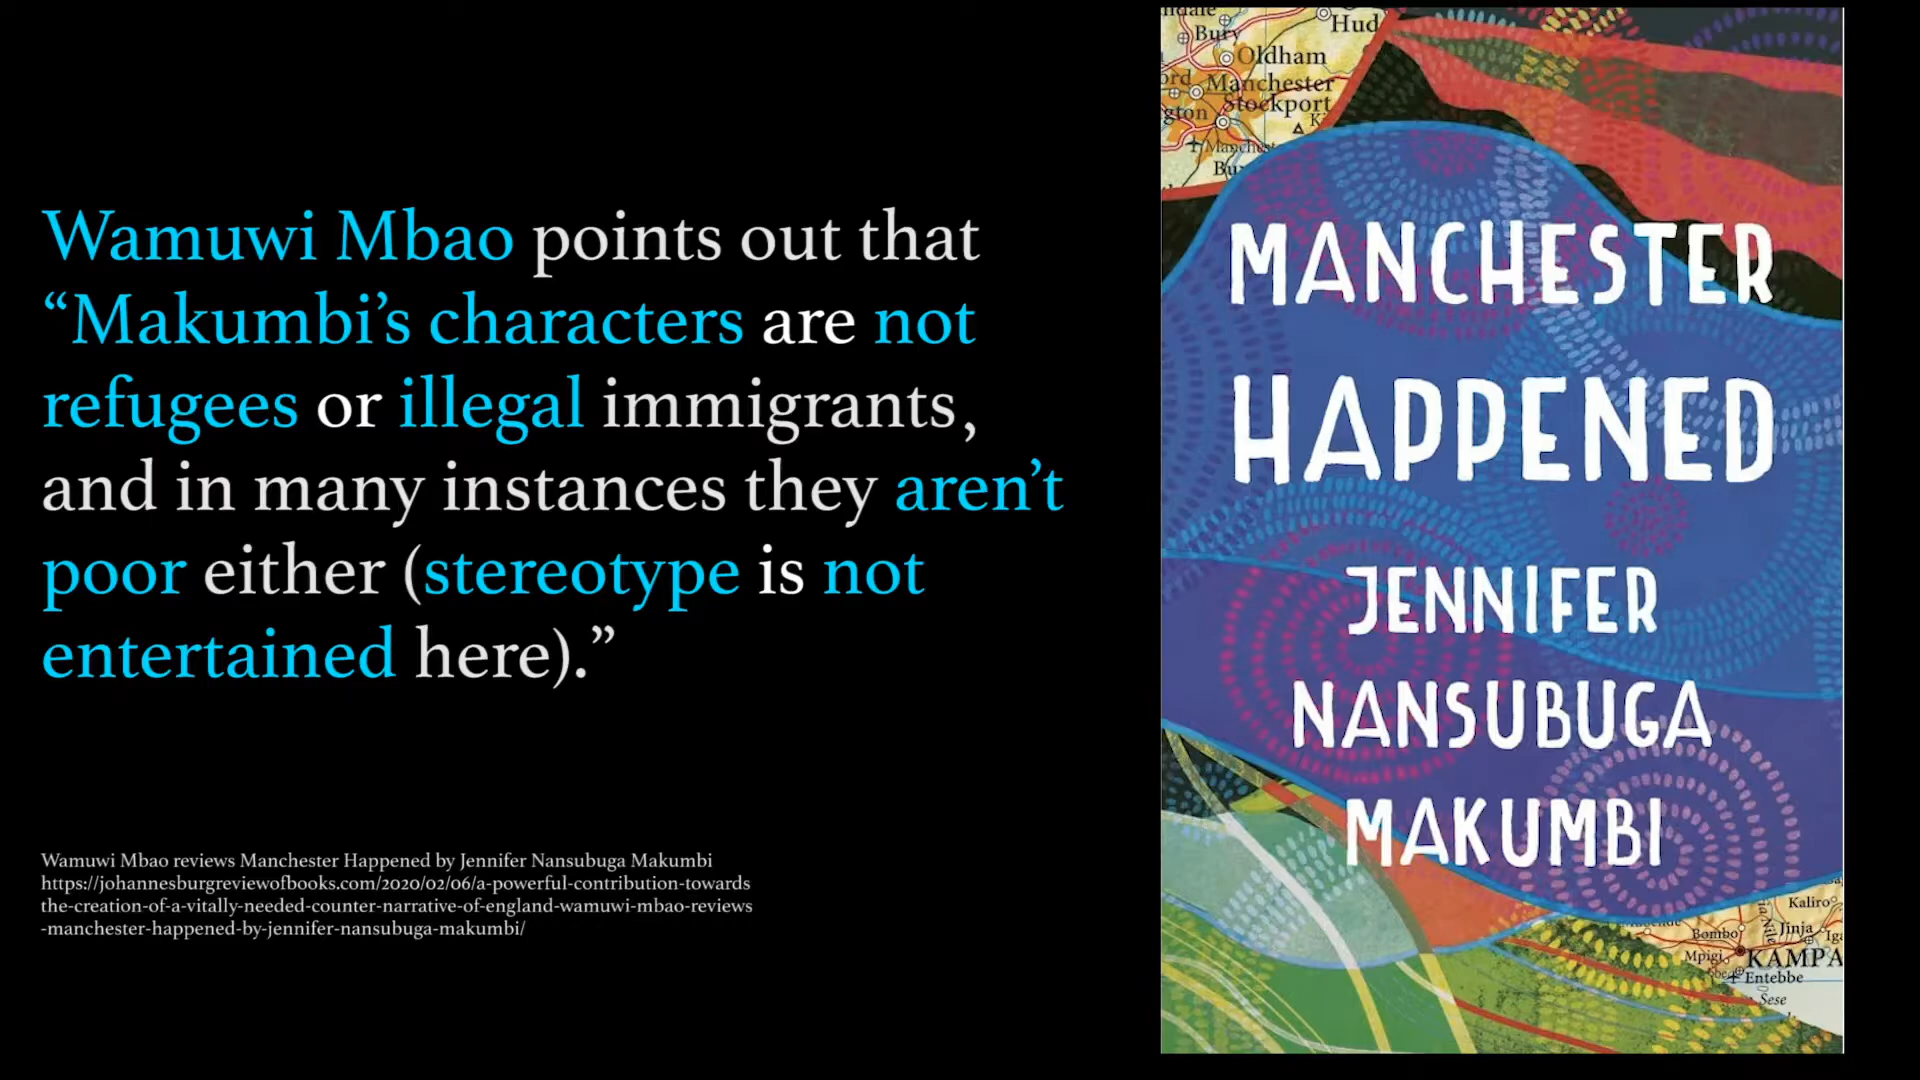 Wamuwi Mbao points out that
“Makumbi’s characters are not
refugees or illegal immigrants,
and in many instances they aren’t
poor either (stereotype is not
entertained here).”
Wamuwi Mbao reviews Manchester Happened by Jennifer Nansubuga Makumbi
https://johannesburgreviewofbooks.com/2020/02/06/a-powerful-contribution-towards
the-creation-of-a-vitally-needed-counter-narrative-of-england-wamuwi-mbao-reviews
-manchester-happened-by-jennifer-nansubuga-makumbi/
Hud
Bury
Oldham
Manchester
Stockport
MANCHESTER
HAPPENED
JENNIFER
NANSUBUGA
MAKUMBI
Kaliro
Bombo
Jinja
Mpigi
KAMPA
Entebbe
Sese